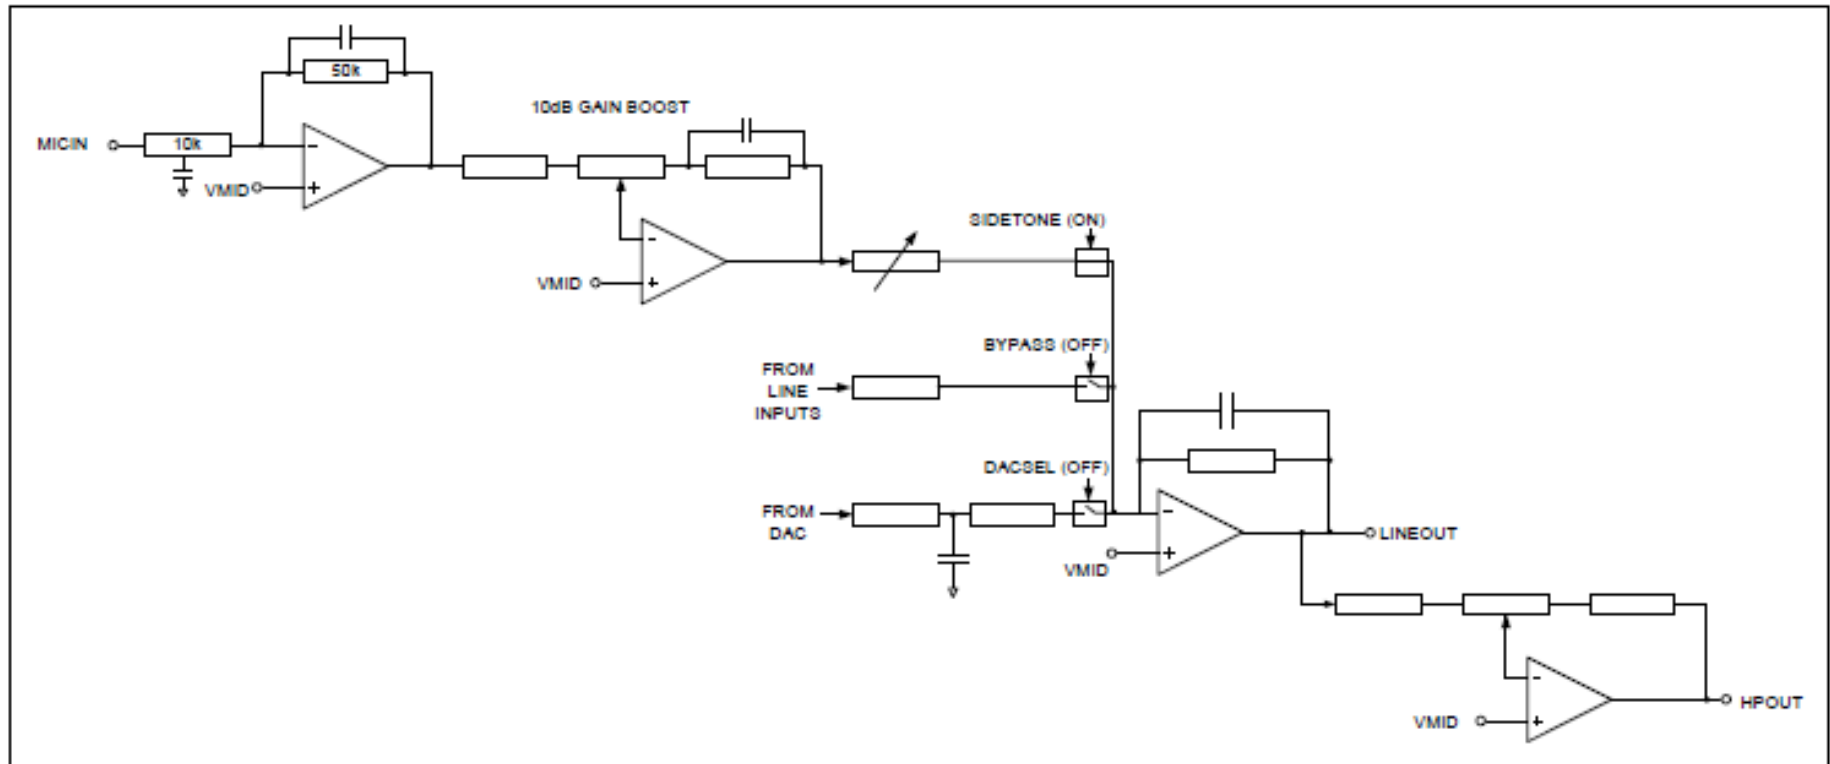 50k
10dB GAIN BOOST
MICIN
10k
-
VMID
+
SIDETONE (ON)
-
VMID
+
BYPASS (OFF)
FROM
LINE
INPUTS
DACSEL (OFF)
FROM
DAC
-
LINEOUT
VMID
+
-
HPOUT
VMID
+